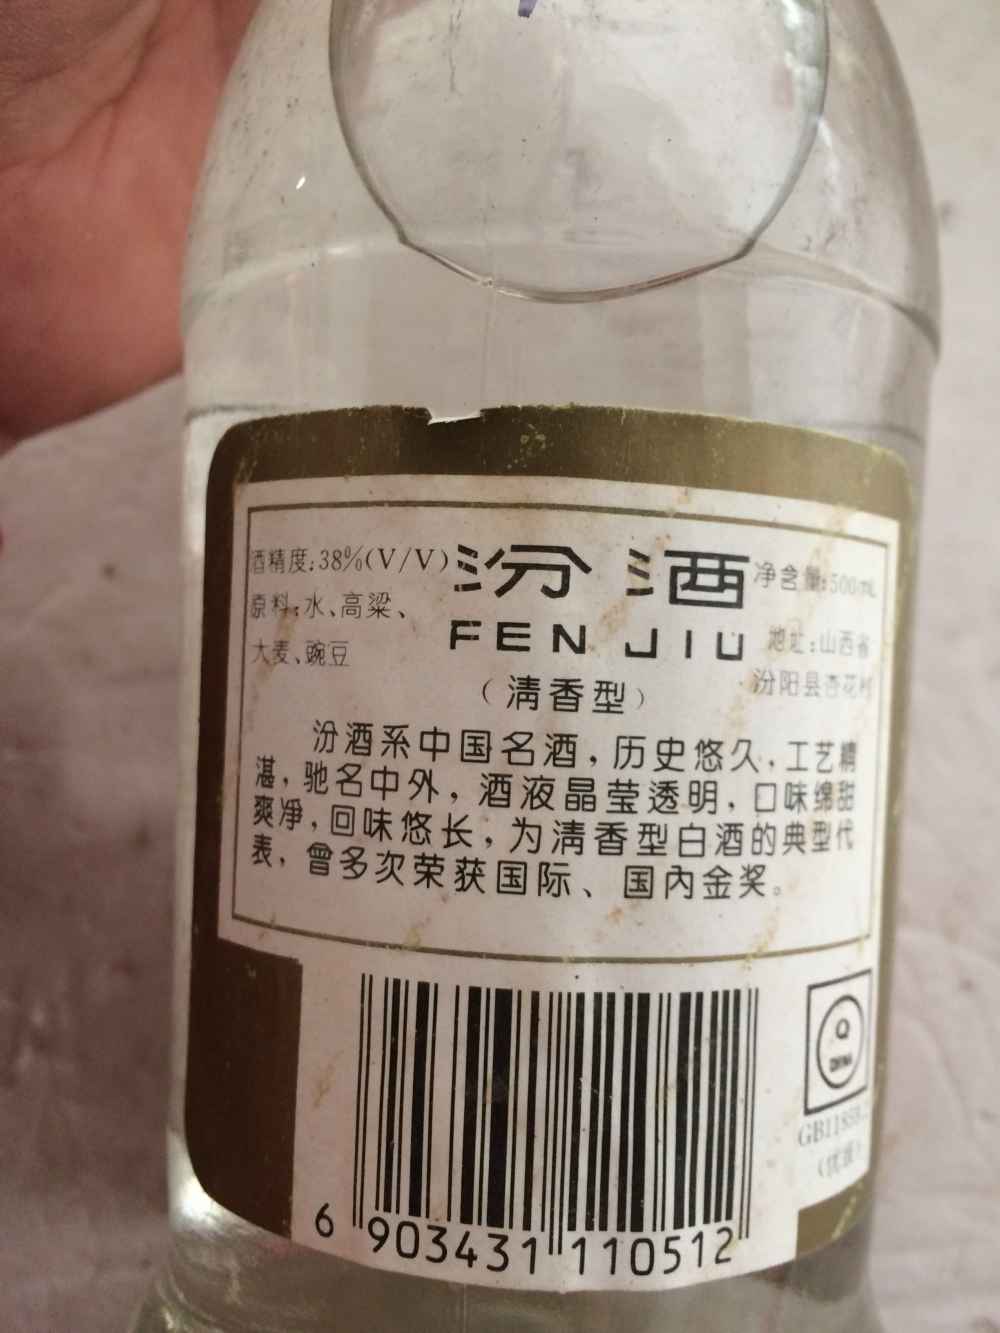 酒精度:38%(V/V)
原料:水、高粱、
大麦、豌豆
汾酒
FEN JIU
(清香型)
净含量:500mL
地址:山西省
汾阳县杏花村
汾酒系中国名酒,历史悠久,工艺精
湛,驰名中外,酒液晶莹透明,口味绵甜
爽净,回味悠长,为清香型白酒的典型代
表,曾多次荣获国际、国内金奖。
Q
CHINA
GB11859.
(优级)
6 903431 110512